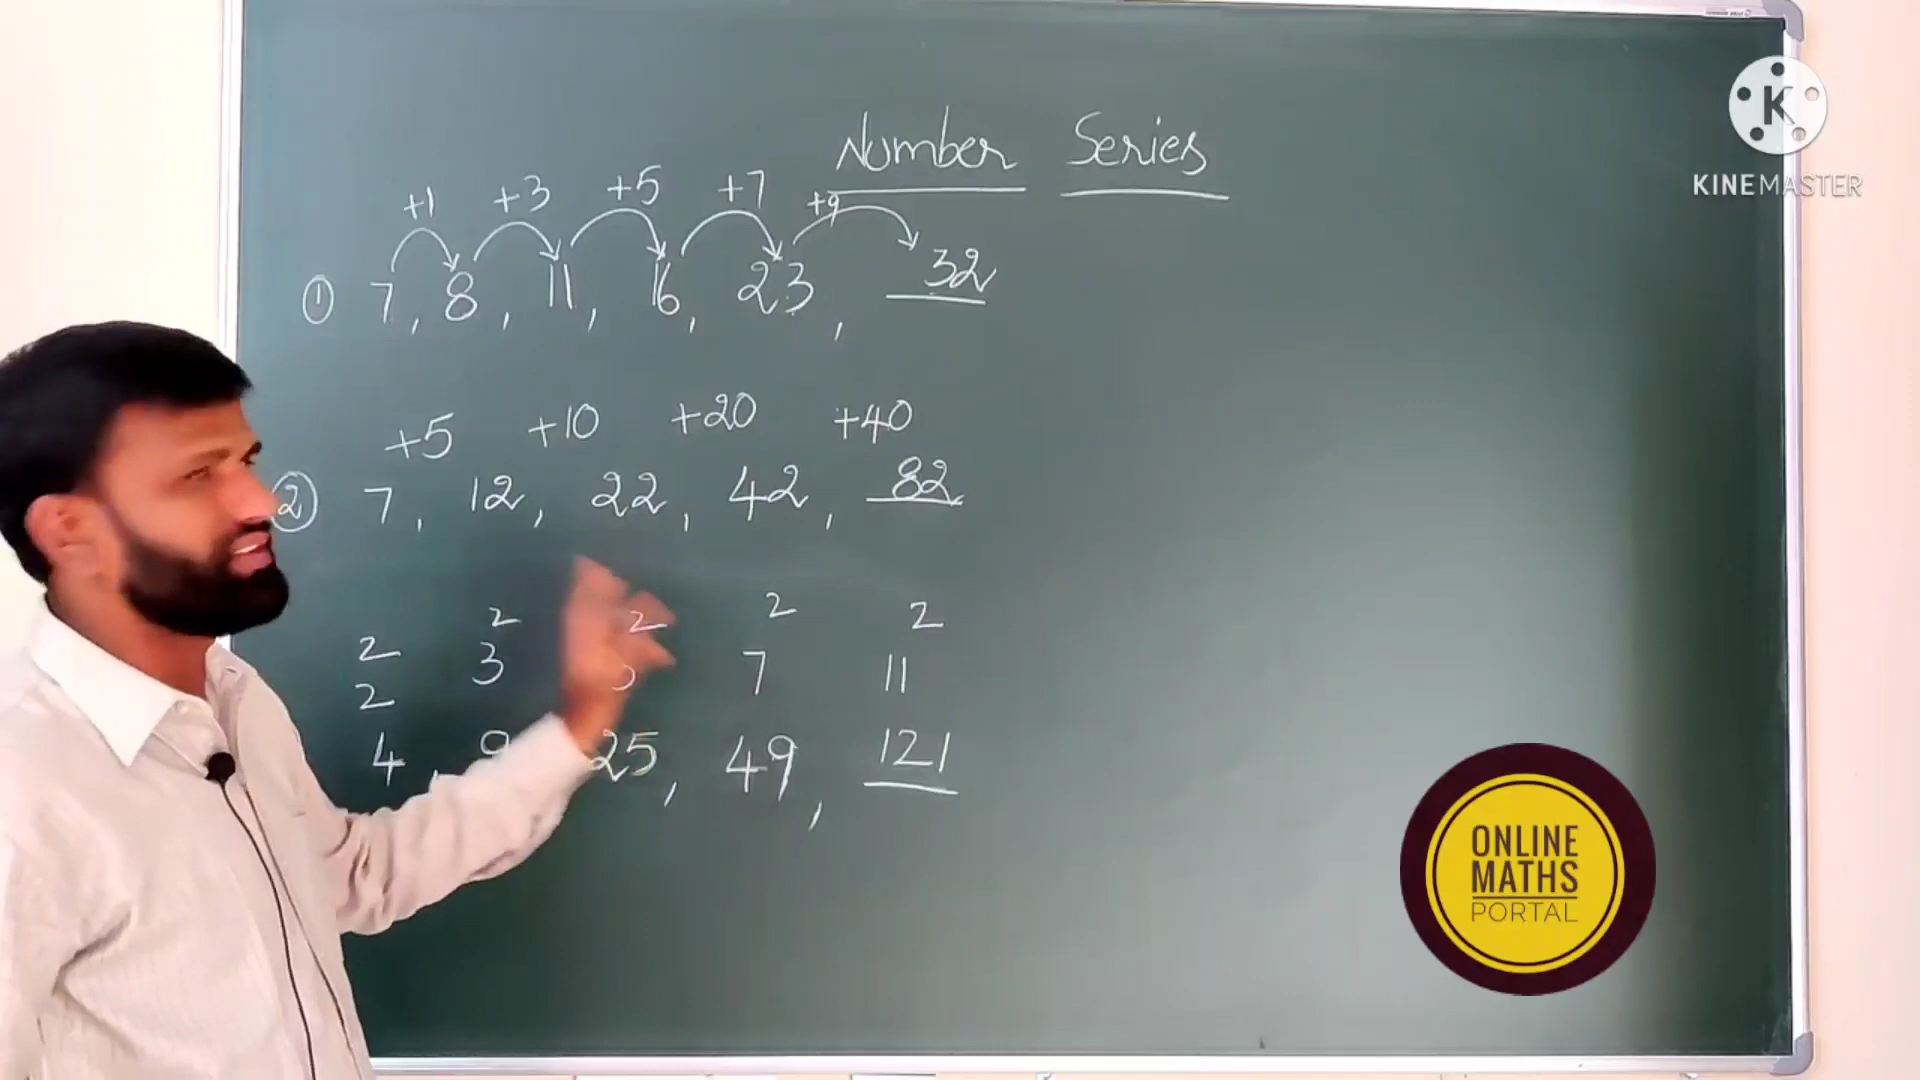 Number Series
+1 +3 +5 +7 +9
① 7, 8, 11, 16, 23, 32
+5 +10 +20 +40
② 7, 12, 22, 42, 82
2 2 2 2 2
2 3 7 11
4, 9 25, 49, 121
KINEMASTER
ONLINE
MATHS
PORTAL